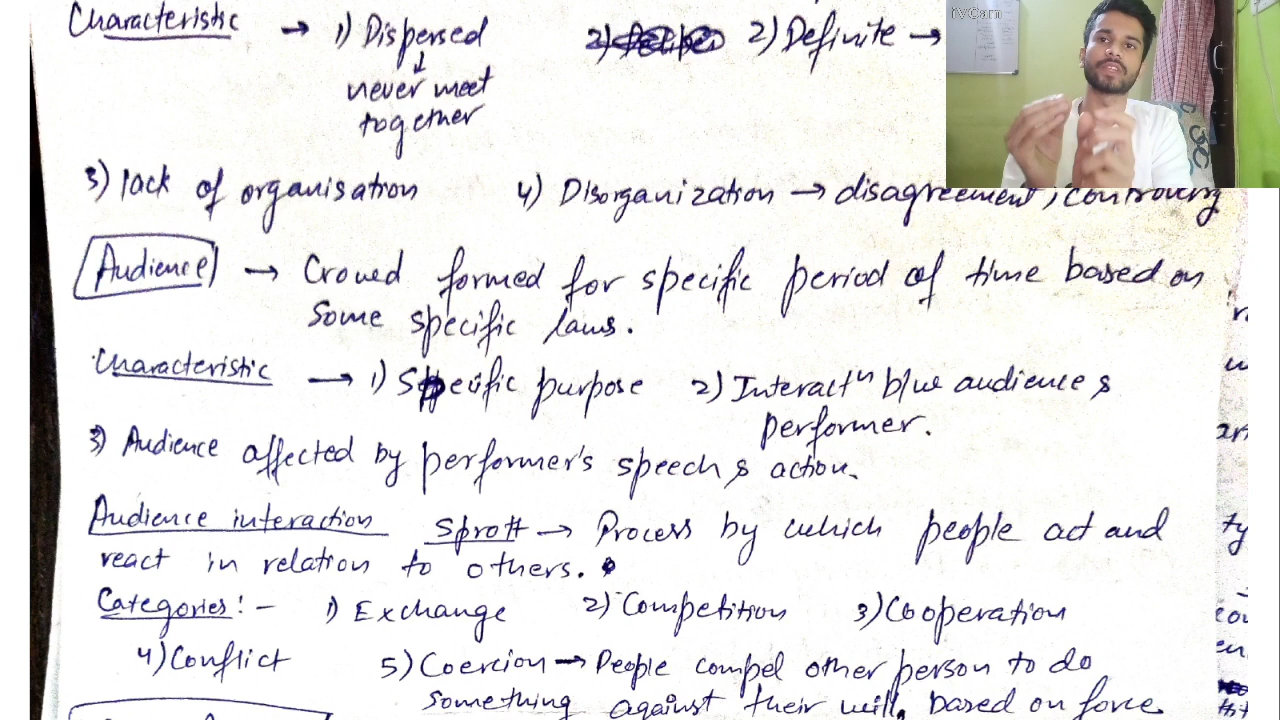 Characteristic → 1) Dispersed 2) Definite →
↓
never meet
together
iVCam
3) lack of organisation 4) Disorganization → disagreement, controversy
Audience → Crowd formed for specific period of time based on
some specific laws.
Characteristic → 1) Specific purpose 2) Interactn b/w audience &
performer.
3) Audience affected by performer's speech & action.
Audience interaction Sprott → Process by which people act and
react in relation to others.
Categories:- 1) Exchange 2) Competition 3) Cooperation
4) Conflict 5) Coercion → People compel other person to do
something against their will, based on force.